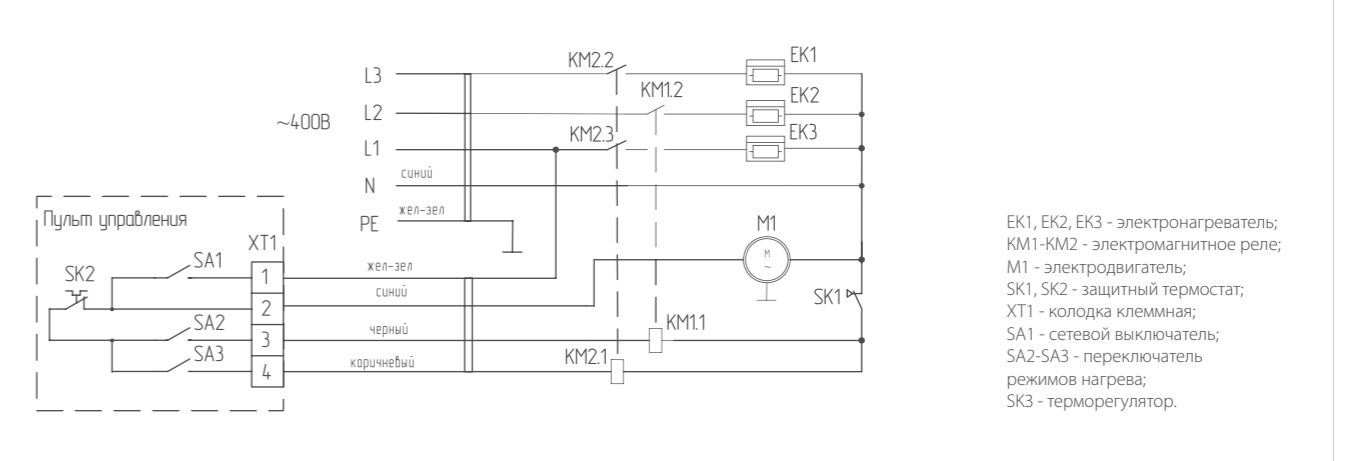 KM2.2
EK1
L3
KM1.2
EK2
L2
~400В
KM2.3
EK3
L1
синий
N
жел-зел
PE
Пульт управления
M1
XT1
SA1
жел-зел
M
~
SK2
1
синий
2
SK1
SA2
черный
KM1.1
3
SA3
коричневый
KM2.1
4
EK1, EK2, EK3 - электронагреватель;
KM1-KM2 - электромагнитное реле;
M1 - электродвигатель;
SK1, SK2 - защитный термостат;
XT1 - колодка клеммная;
SA1 - сетевой выключатель;
SA2-SA3 - переключатель
режимов нагрева;
SK3 - терморегулятор.